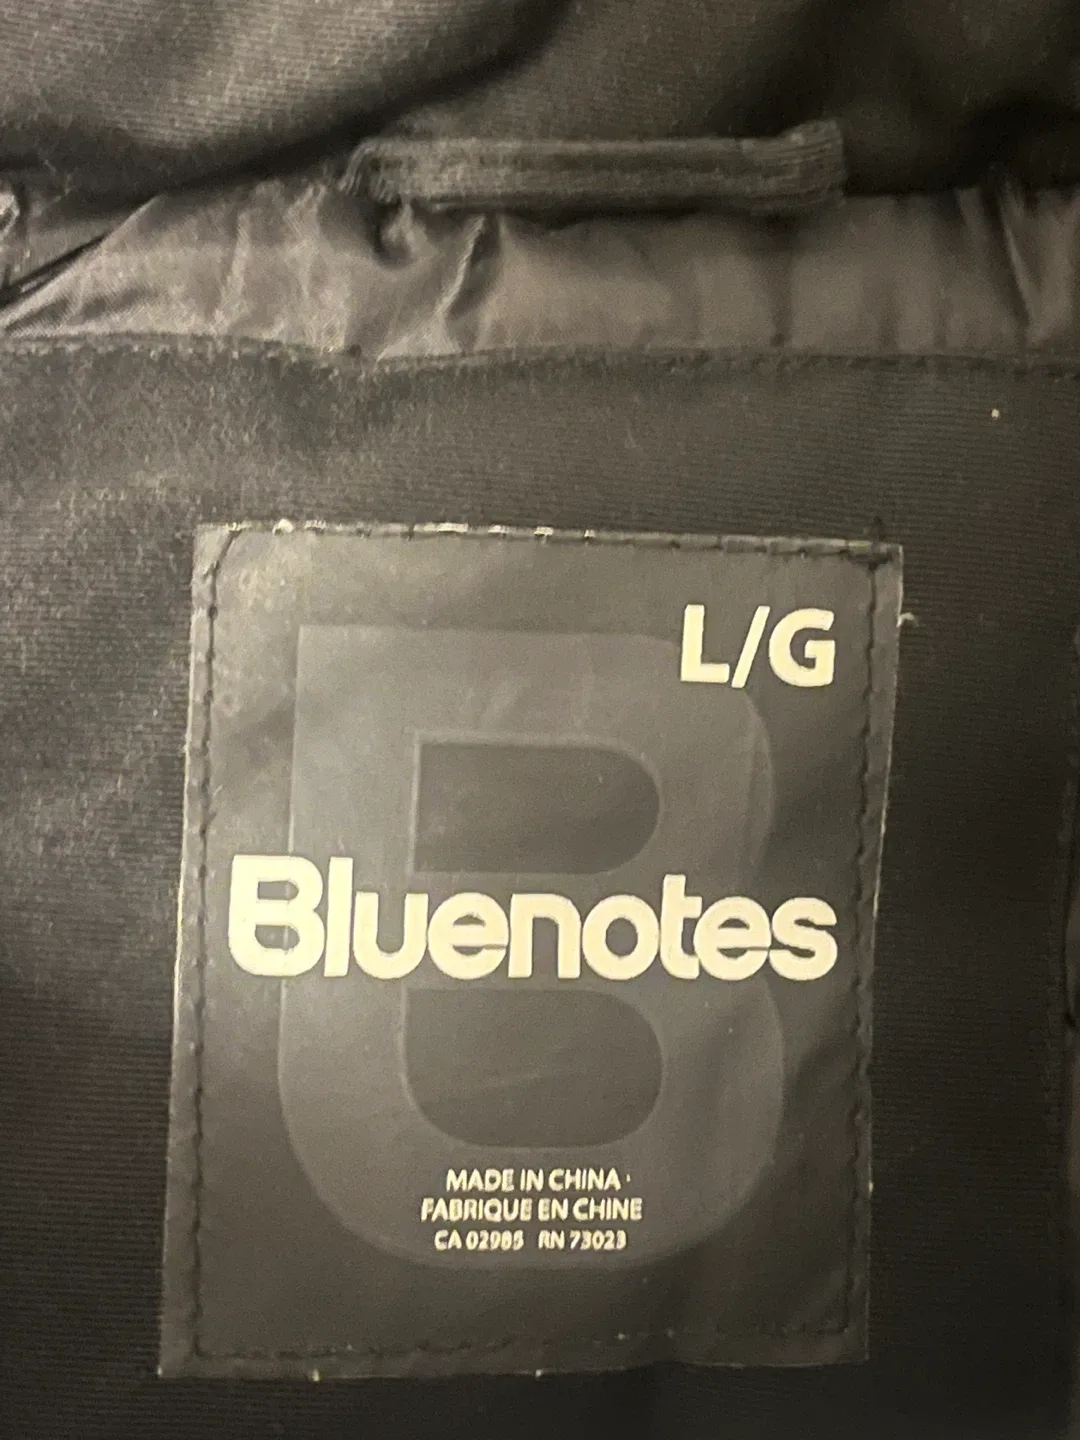 L/G
Bluenotes
MADE IN CHINA ·
FABRIQUE EN CHINE
CA 02985 RN 73023